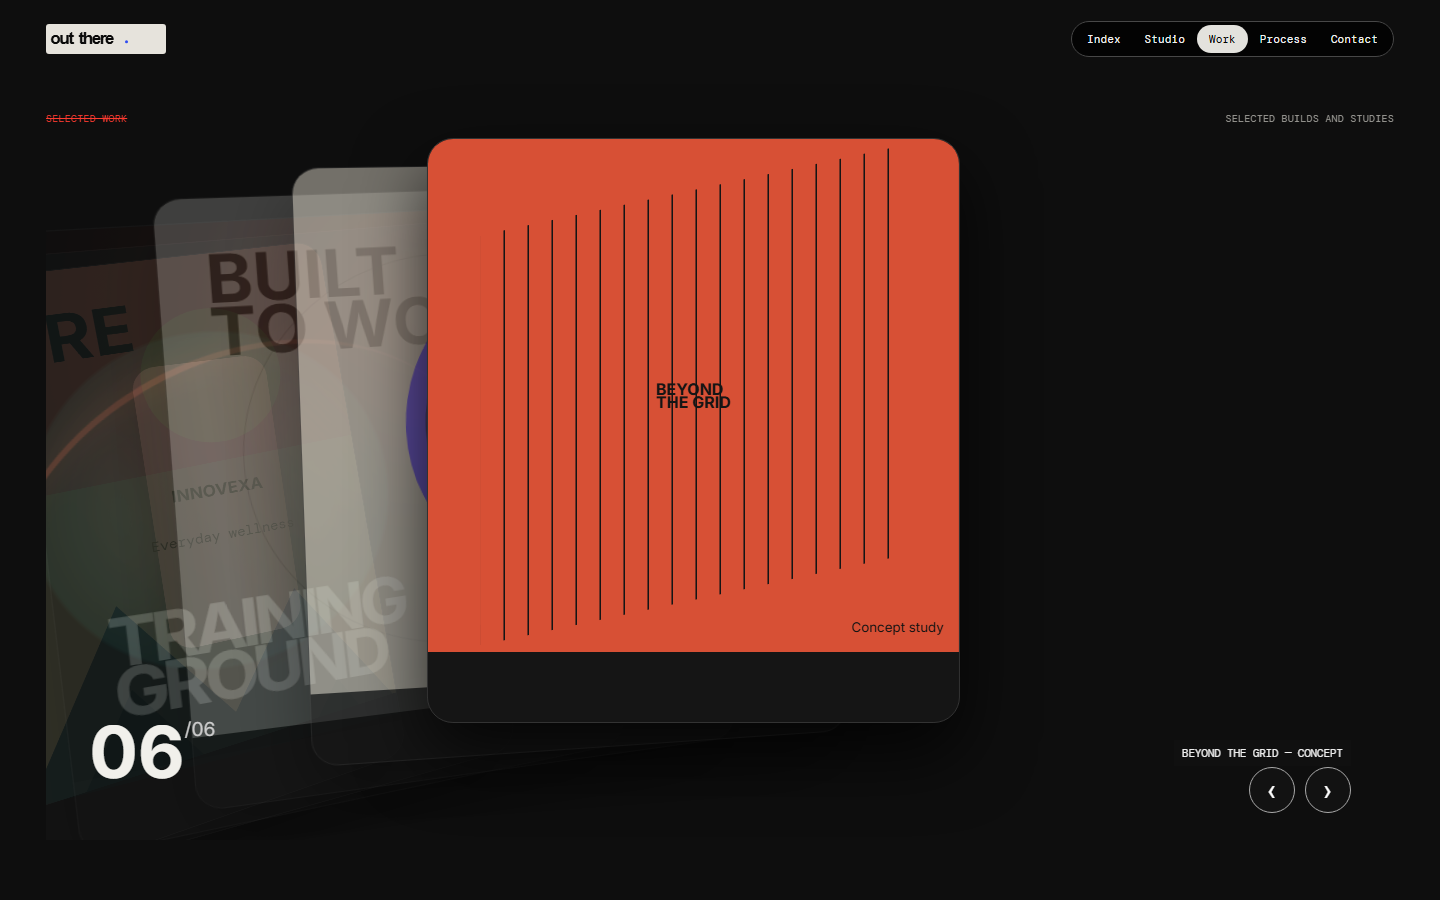 out there .
Index Studio Work Process Contact
SELECTED WORK
SELECTED BUILDS AND STUDIES
BUILT
TO WO
RE
BEYOND
THE GRID
INNOVEXA
Everyday wellness
TRAINING
GROUND
Concept study
06/06
BEYOND THE GRID — CONCEPT
❮ ❯